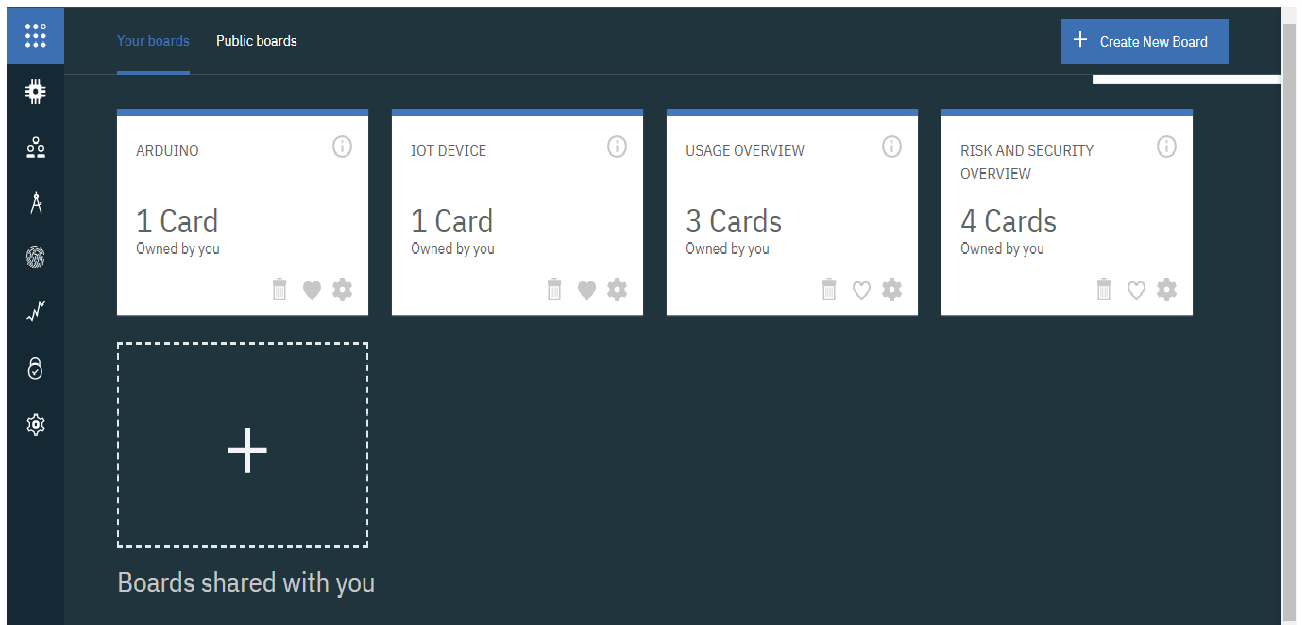 Your boards
Public boards
Create New Board
ARDUINO
1 Card
Owned by you
IOT DEVICE
1 Card
Owned by you
USAGE OVERVIEW
3 Cards
Owned by you
RISK AND SECURITY
OVERVIEW
4 Cards
Owned by you
Boards shared with you